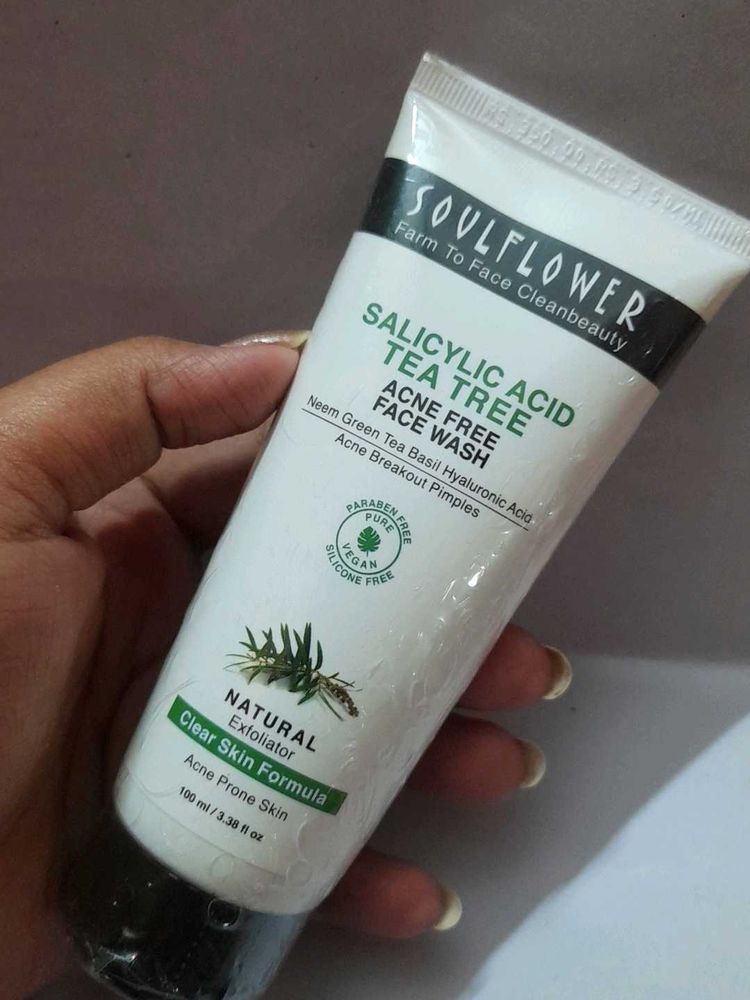 SOULFLOWER
Farm To Face Cleanbeauty
SALICYLIC ACID
TEA TREE
ACNE FREE
FACE WASH
Neem Green Tea Basil Hyaluronic Acid
Acne Breakout Pimples
PARABEN FREE
PURE
VEGAN
SILICONE FREE
NATURAL
Exfoliator
Clear Skin Formula
Acne Prone Skin
100 ml / 3.38 fl oz